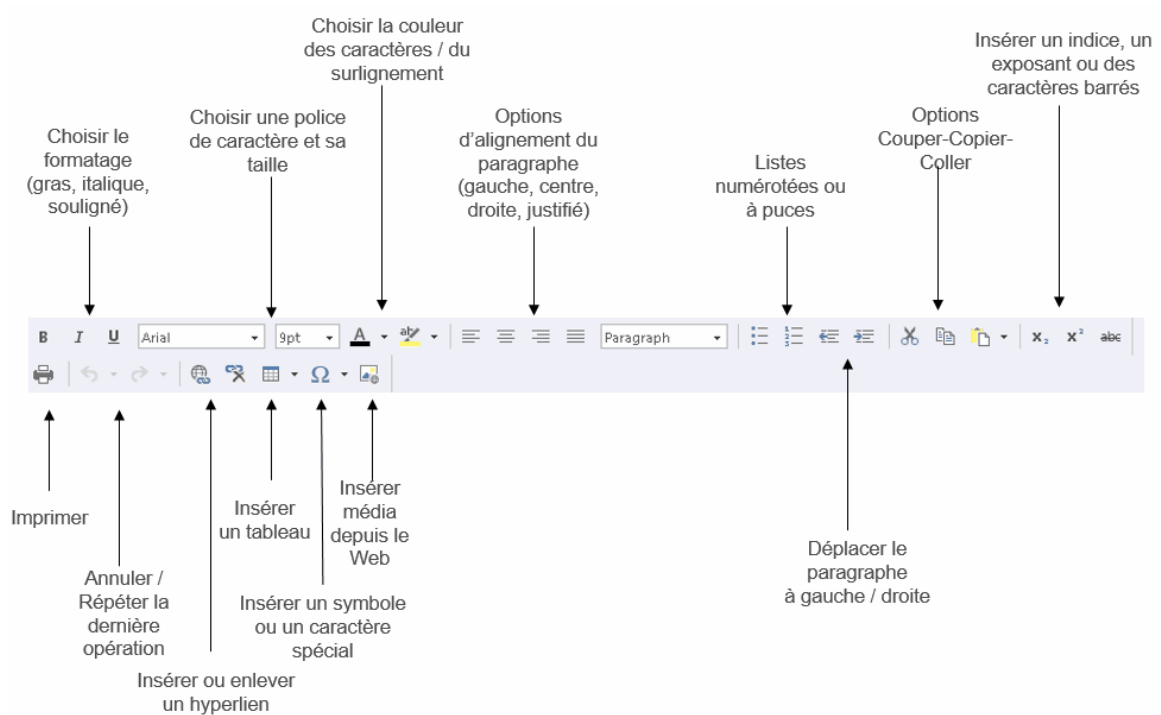 Choisir la couleur
des caractères / du
surlignement
Insérer un indice, un
exposant ou des
caractères barrés
Choisir une police
de caractère et sa
taille
Options
d'alignement du
paragraphe
(gauche, centre,
droite, justifié)
Options
Couper-Copier-
Coller
Choisir le
formatage
(gras, italique,
souligné)
Listes
numérotées ou
à puces
B I U Arial 9pt A ab Paragraph x₂ x² abc
Ω
Imprimer
Insérer
un tableau
Insérer
média
depuis le
Web
Déplacer le
paragraphe
à gauche / droite
Annuler /
Répéter la
dernière
opération
Insérer un symbole
ou un caractère
spécial
Insérer ou enlever
un hyperlien